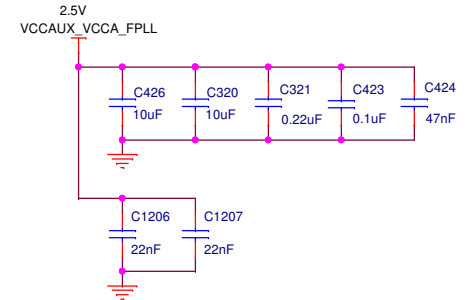 2.5V
VCCAUX_VCCA_FPLL
C426
10uF
C320
10uF
C321
0.22uF
C423
0.1uF
C424
47nF
C1206
22nF
C1207
22nF